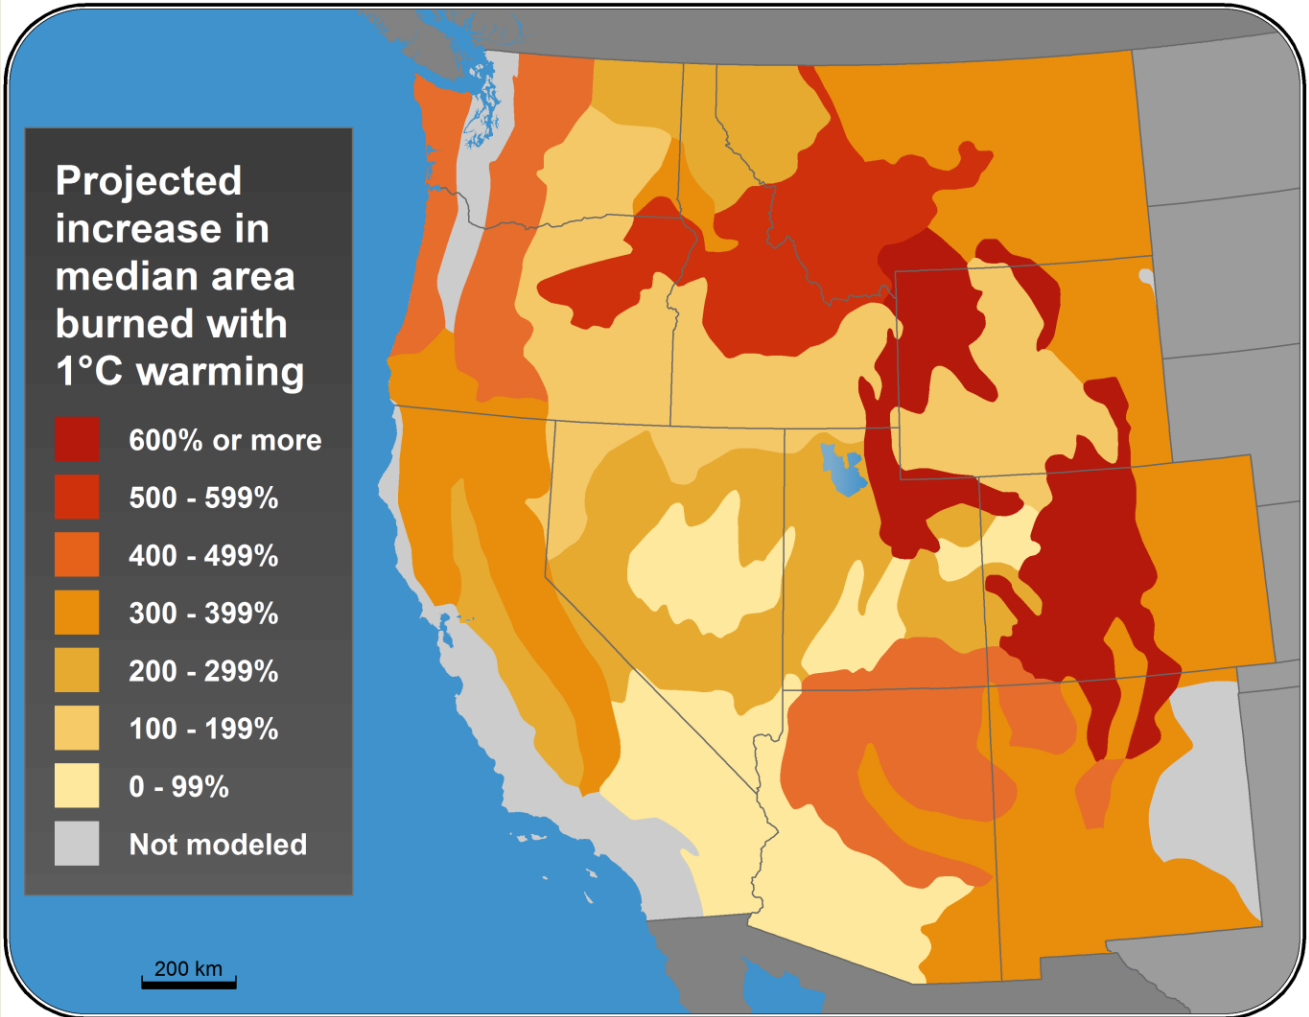 Projected
increase in
median area
burned with
1°C warming
600% or more
500 - 599%
400 - 499%
300 - 399%
200 - 299%
100 - 199%
0 - 99%
Not modeled
200 km